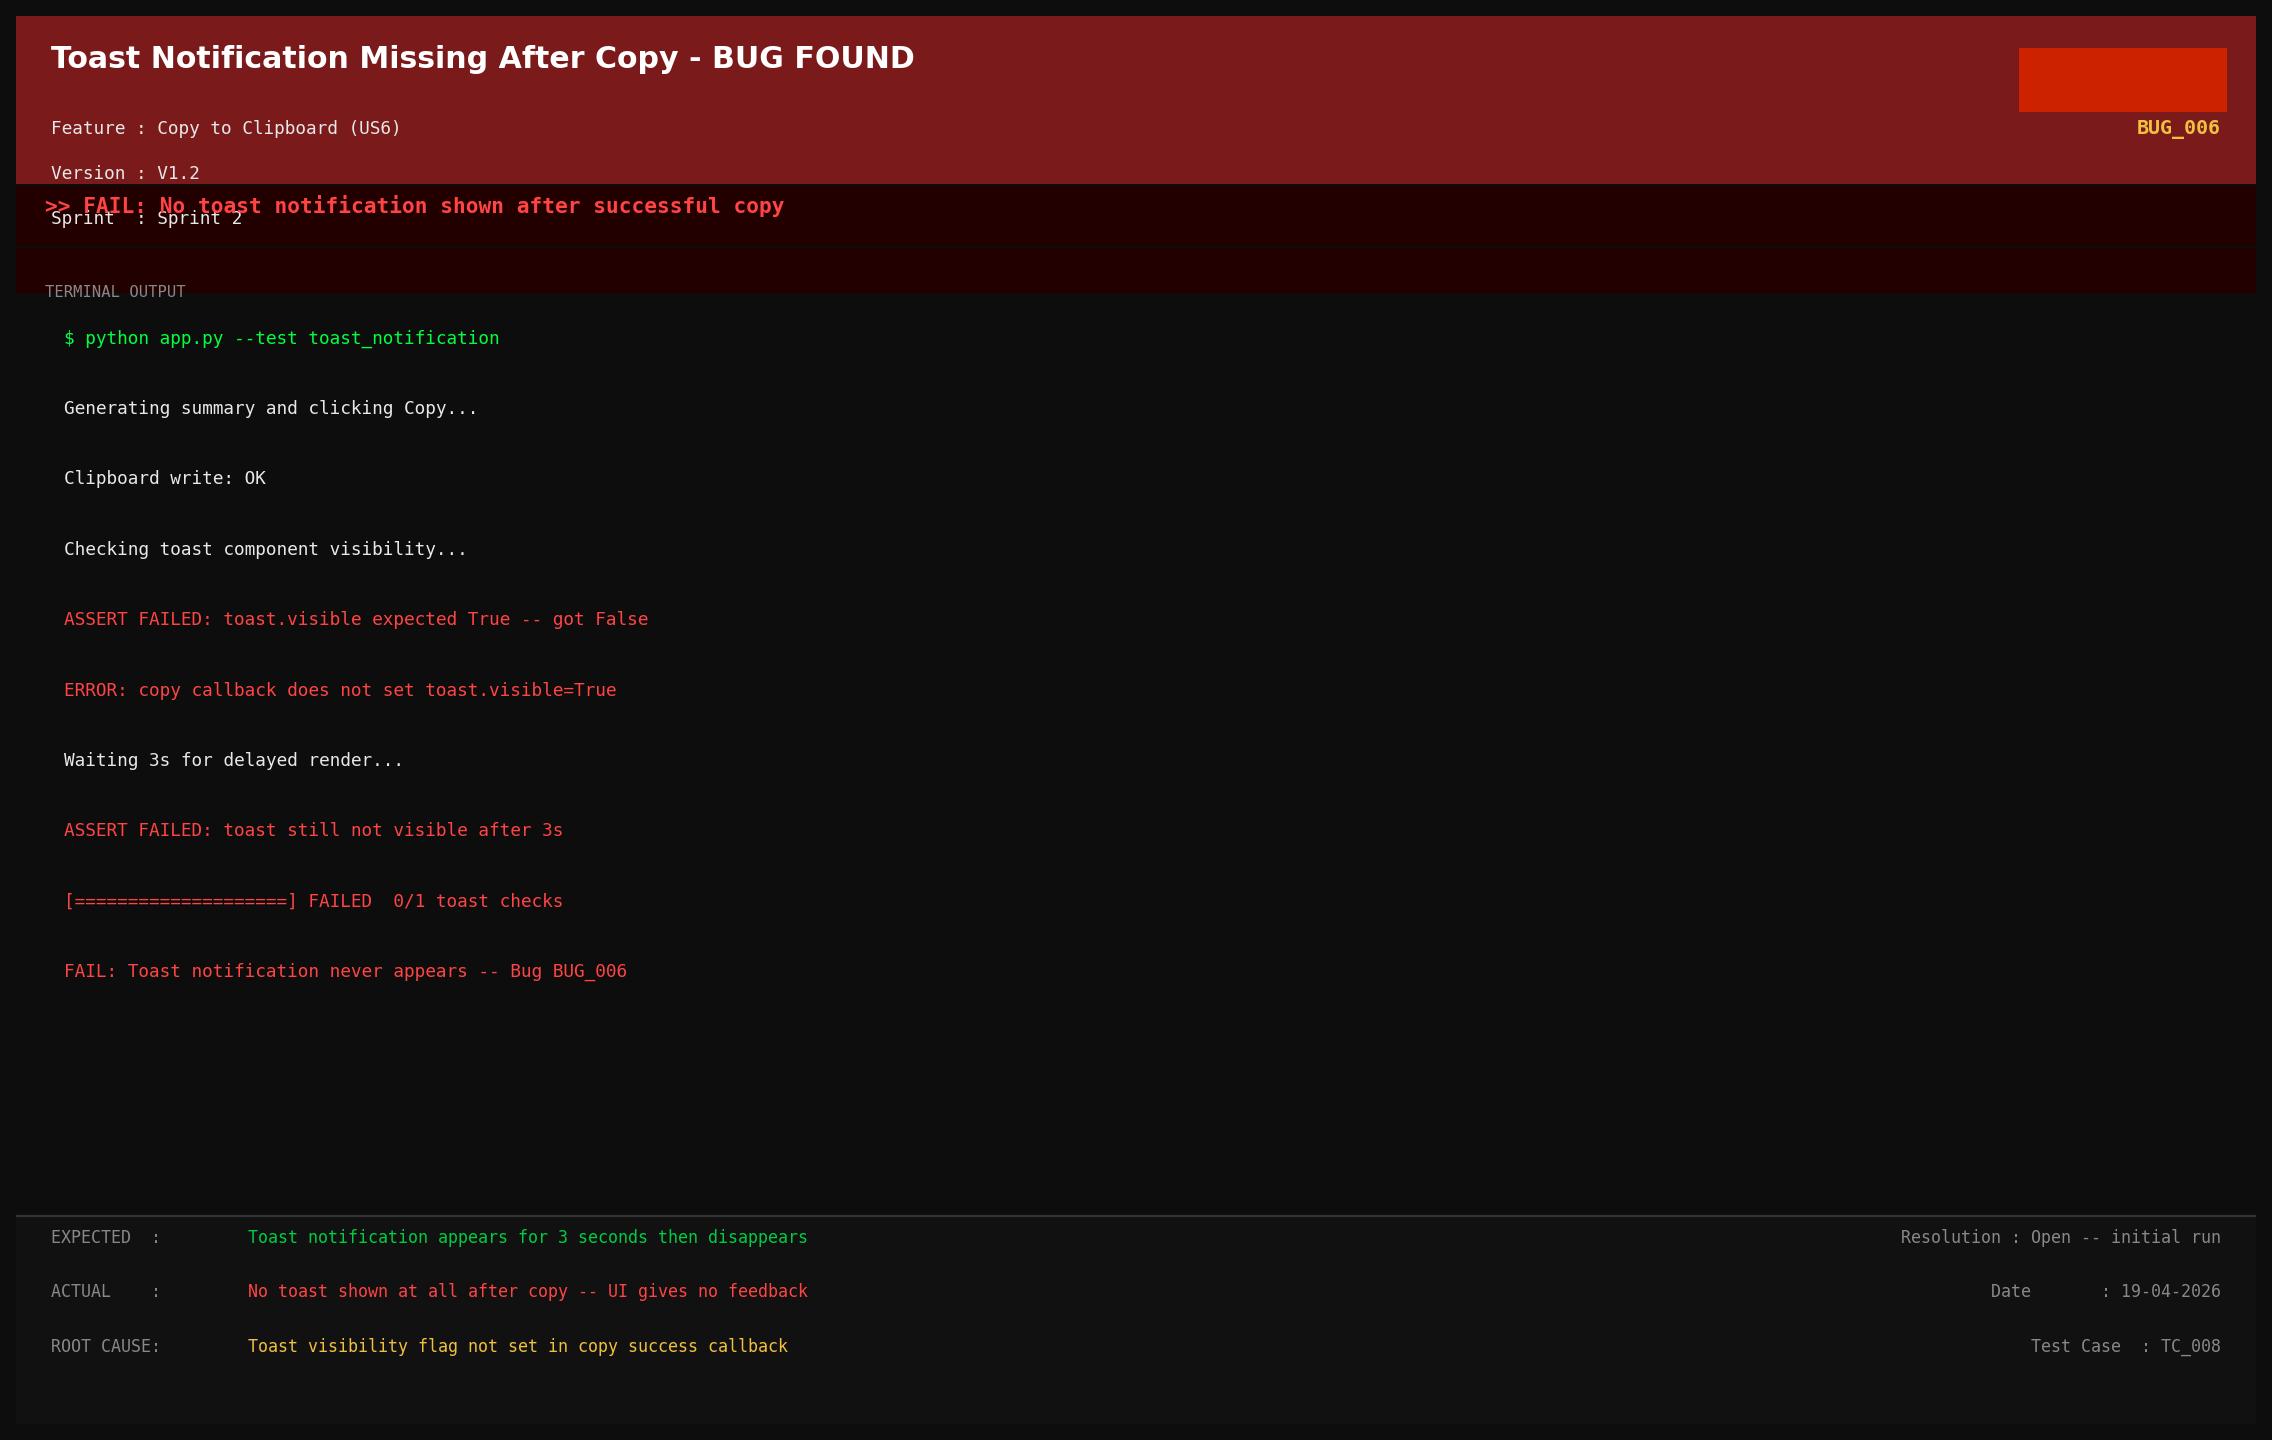 Toast Notification Missing After Copy - BUG FOUND
Feature : Copy to Clipboard (US6)
BUG_006
Version : V1.2
>> FAIL: No toast notification shown after successful copy
Sprint  : Sprint 2
TERMINAL OUTPUT
$ python app.py --test toast_notification
Generating summary and clicking Copy...
Clipboard write: OK
Checking toast component visibility...
ASSERT FAILED: toast.visible expected True -- got False
ERROR: copy callback does not set toast.visible=True
Waiting 3s for delayed render...
ASSERT FAILED: toast still not visible after 3s
[====================] FAILED  0/1 toast checks
FAIL: Toast notification never appears -- Bug BUG_006
EXPECTED  : Toast notification appears for 3 seconds then disappears
Resolution : Open -- initial run
ACTUAL    : No toast shown at all after copy -- UI gives no feedback
Date       : 19-04-2026
ROOT CAUSE: Toast visibility flag not set in copy success callback
Test Case  : TC_008